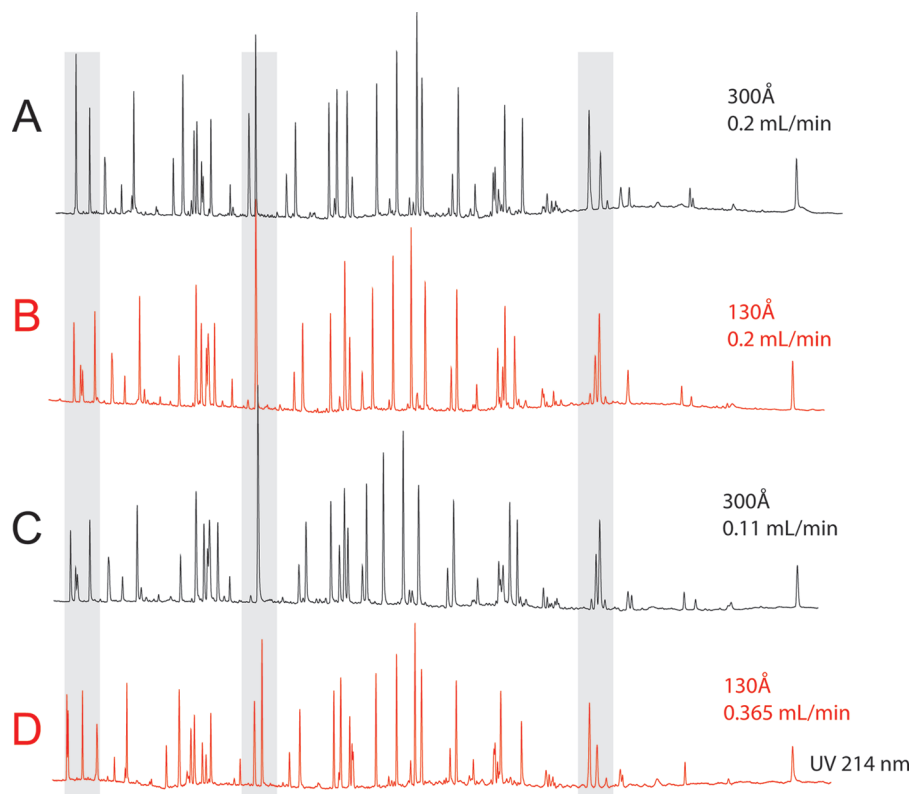 A
300Å
0.2 mL/min
B
130Å
0.2 mL/min
C
300Å
0.11 mL/min
D
130Å
0.365 mL/min
UV 214 nm